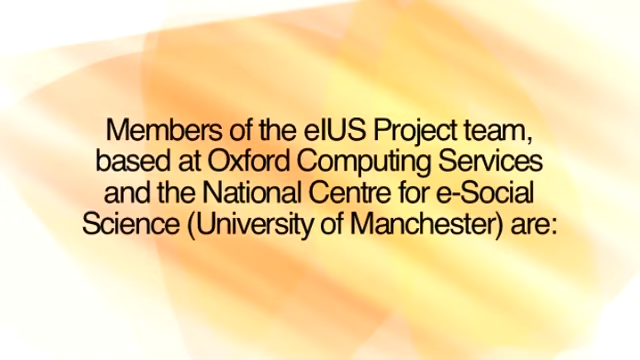 Members of the eIUS Project team,
based at Oxford Computing Services
and the National Centre for e-Social
Science (University of Manchester) are: